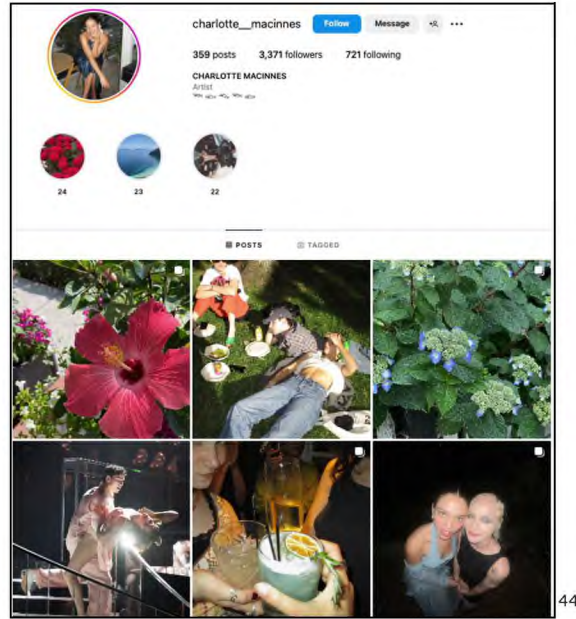 charlotte__macinnes Follow Message
359 posts 3,371 followers 721 following
CHARLOTTE MACINNES
Artist
24 23 22
POSTS TAGGED
44